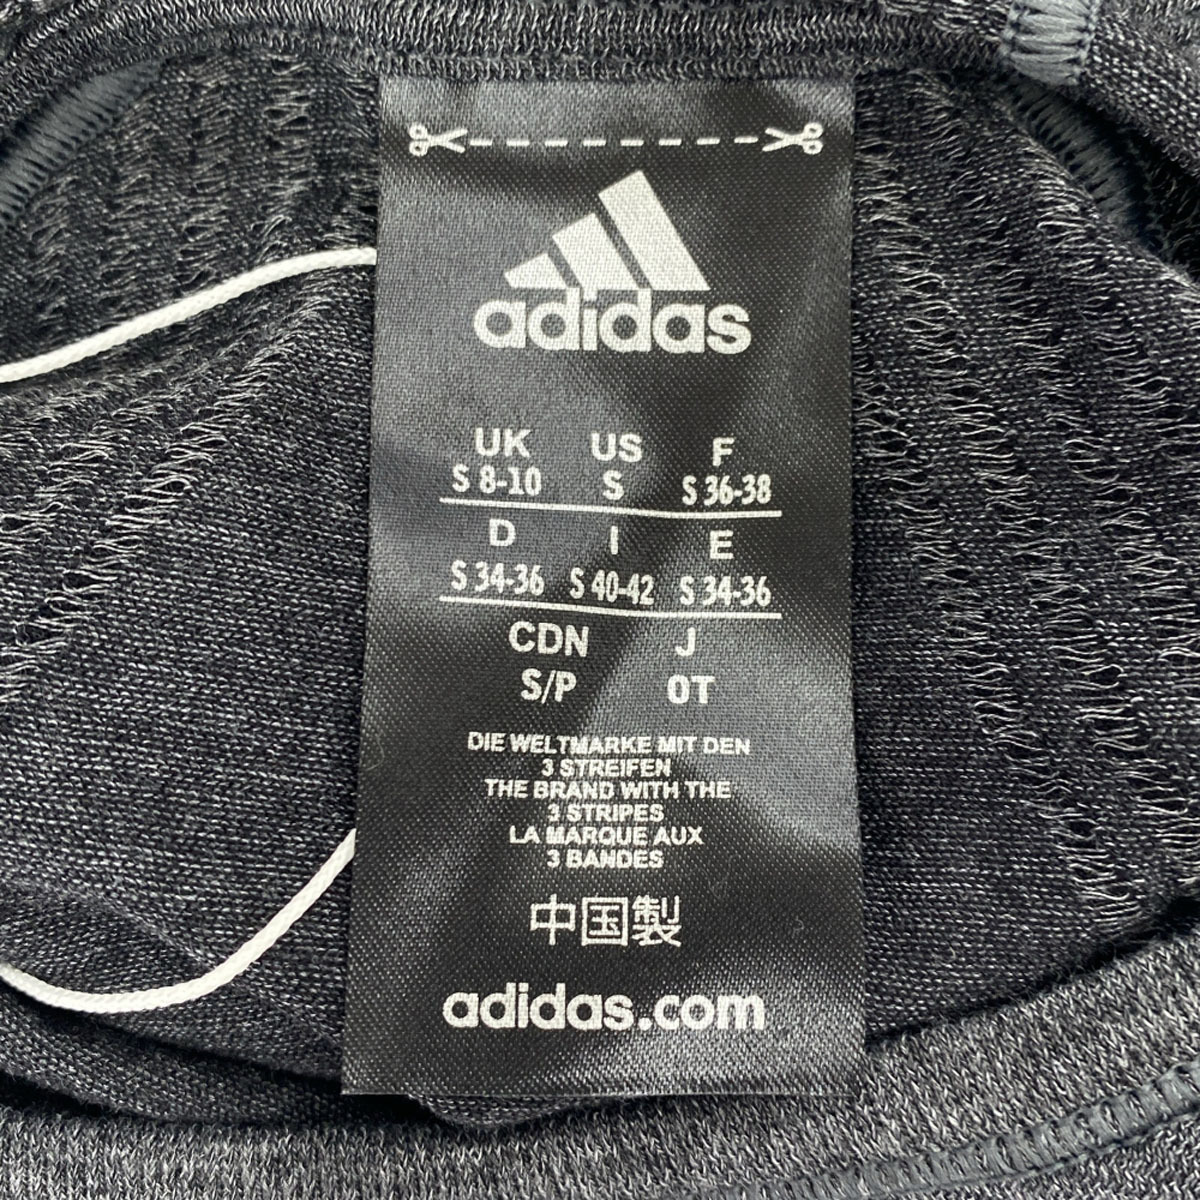 adidas
UK US F
S 8-10 S S 36-38
D I E
S 34-36 S 40-42 S 34-36
CDN J
S/P OT
DIE WELTMARKE MIT DEN
3 STREIFEN
THE BRAND WITH THE
3 STRIPES
LA MARQUE AUX
3 BANDES
中国製
adidas.com